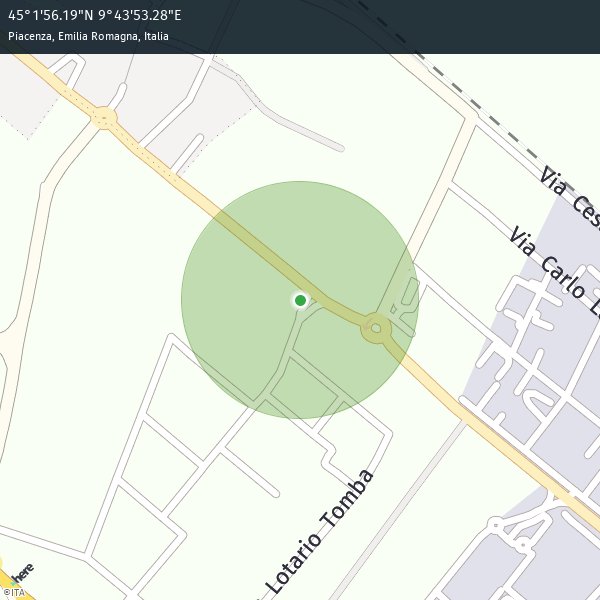 45°1'56.19"N 9°43'53.28"E
Piacenza, Emilia Romagna, Italia
Via Ces
Via Carlo L
Lotario Tomba
here
©ITA